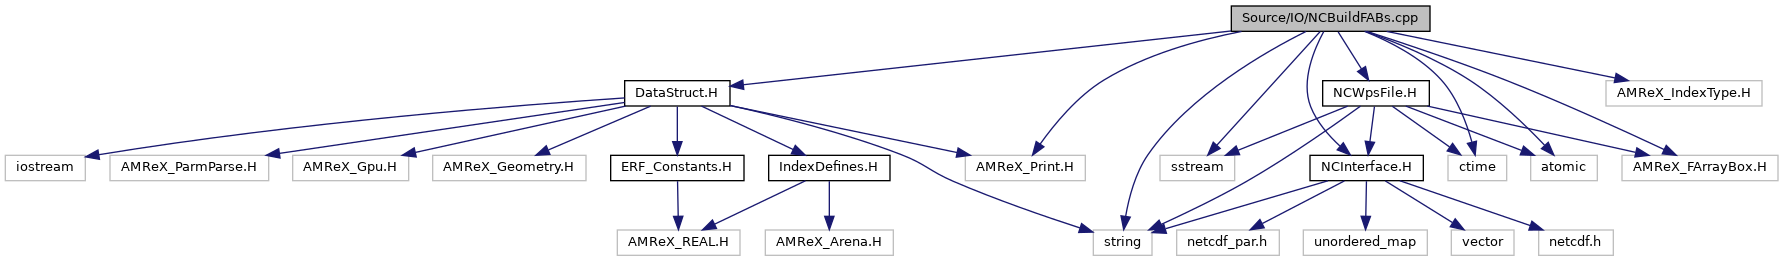 Source/IO/NCBuildFABs.cpp
DataStruct.H
NCWpsFile.H
AMReX_IndexType.H
iostream
AMReX_ParmParse.H
AMReX_Gpu.H
AMReX_Geometry.H
ERF_Constants.H
IndexDefines.H
AMReX_Print.H
sstream
NCInterface.H
ctime
atomic
AMReX_FArrayBox.H
AMReX_REAL.H
AMReX_Arena.H
string
netcdf_par.h
unordered_map
vector
netcdf.h